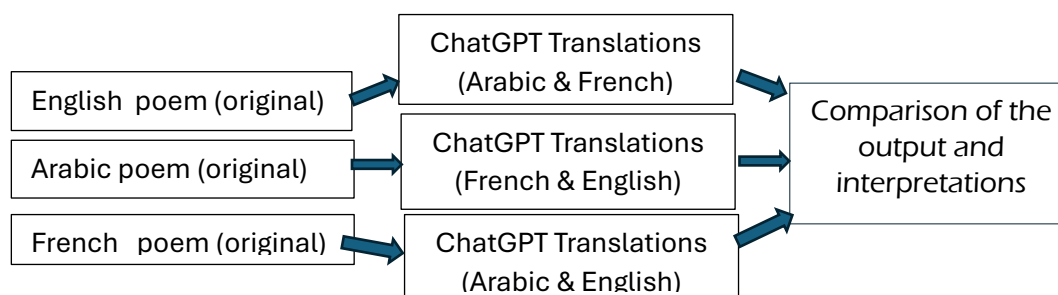 English poem (original)
ChatGPT Translations
(Arabic & French)
Arabic poem (original)
ChatGPT Translations
(French & English)
French poem (original)
ChatGPT Translations
(Arabic & English)
Comparison of the
output and
interpretations